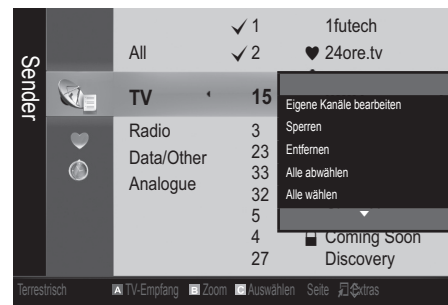 Sender
1 1futech
All 2 24ore.tv
TV 15
Radio 3
Data/Other 23
Analogue 33
32
5
4 Coming Soon
27 Discovery
Eigene Kanäle bearbeiten
Sperren
Entfernen
Alle abwählen
Alle wählen
Terrestrisch A TV-Empfang B Zoom C Auswählen Seite Extras